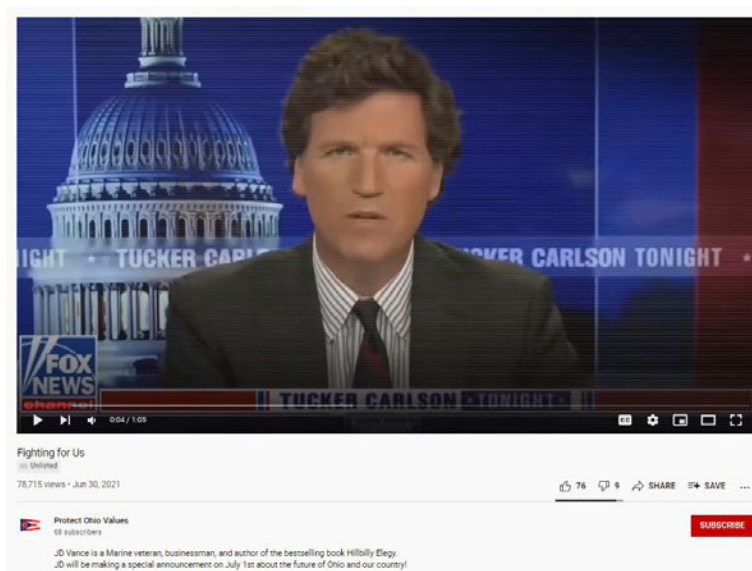 IGHT * TUCKER CARL
KER CARLSON TONIGHT *
FOX
NEWS
channel
TUCKER CARLSON TONIGHT
0:04 / 1:05
CC
Fighting for Us
Unlisted
78,715 views • Jun 30, 2021
76
9
SHARE
SAVE
...
Protect Ohio Values
68 subscribers
SUBSCRIBE
JD Vance is a Marine veteran, businessman, and author of the bestselling book Hillbilly Elegy.
JD will be making a special announcement on July 1st about the future of Ohio and our country!